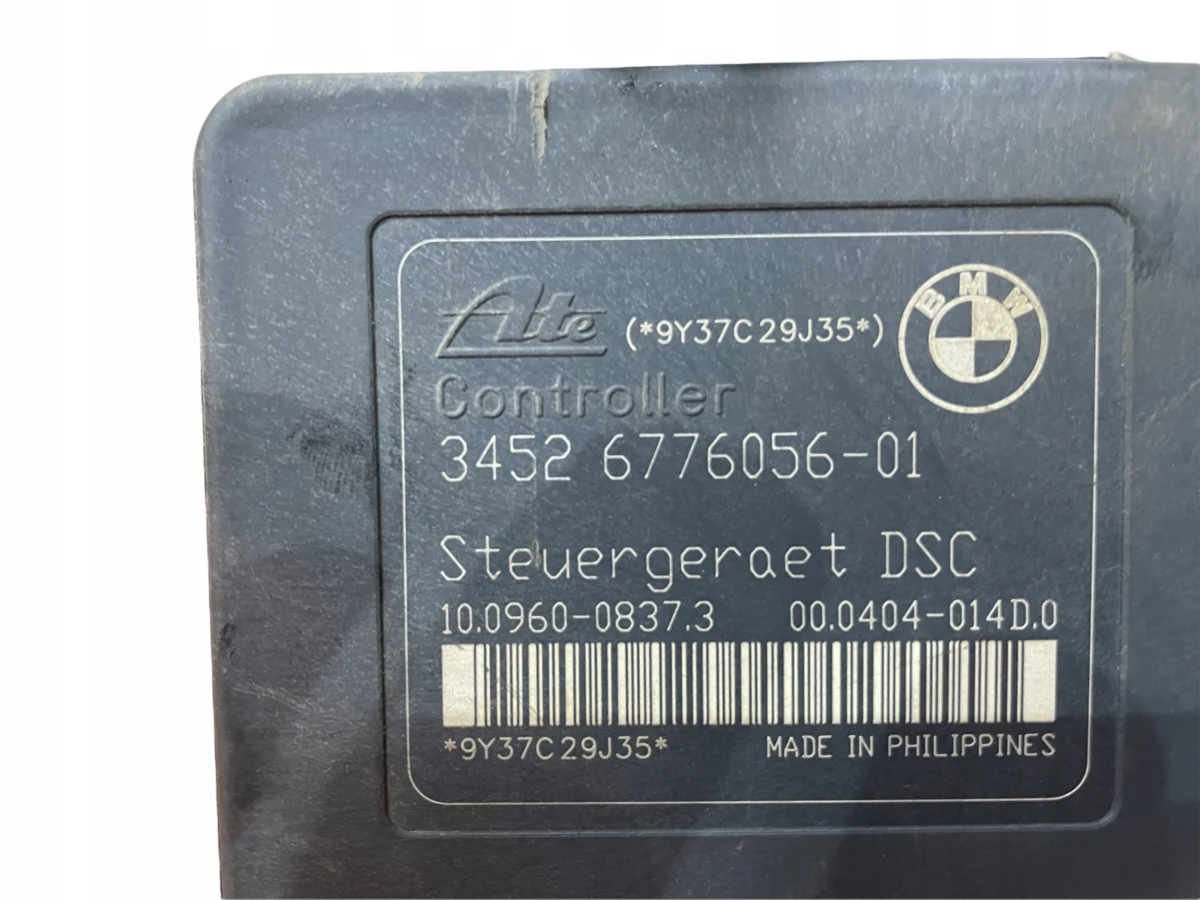 Ate (*9Y37C29J35*) BMW
Controller
3452 6776056-01
Steuergeraet DSC
10.0960-0837.3 00.0404-014D.0
*9Y37C29J35* MADE IN PHILIPPINES